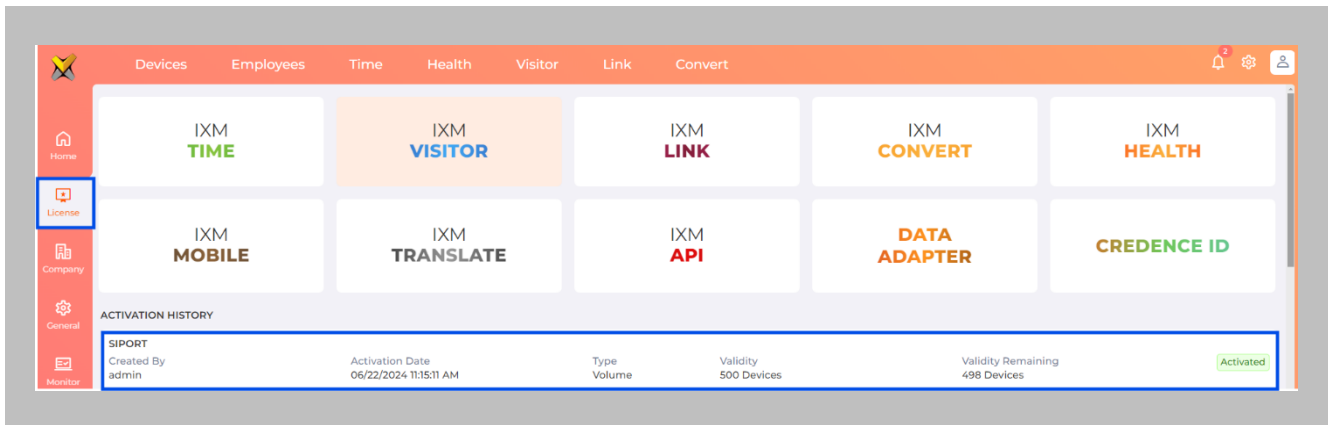 Devices Employees Time Health Visitor Link Convert 2
Home
License
Company
General
Monitor
IXM
TIME
IXM
VISITOR
IXM
LINK
IXM
CONVERT
IXM
HEALTH
IXM
MOBILE
IXM
TRANSLATE
IXM
API
DATA
ADAPTER
CREDENCE ID
ACTIVATION HISTORY
SIPORT
Created By Activation Date Type Validity Validity Remaining Activated
admin 06/22/2024 11:15:11 AM Volume 500 Devices 498 Devices